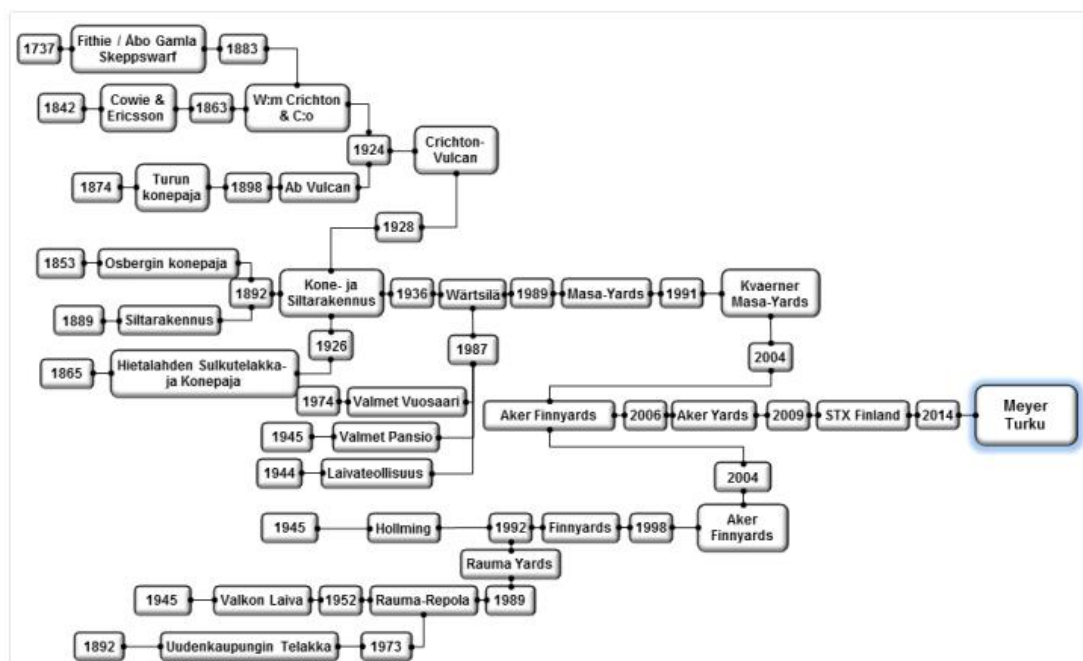 1737
Fithie / Åbo Gamla
Skeppswarf
1883
1842
Cowie &
Ericsson
1863
W:m Crichton
& C:o
1924
Crichton-
Vulcan
1874
Turun
konepaja
1898
Ab Vulcan
1928
1853
Osbergin konepaja
1892
Kone- ja
Siltarakennus
1936
Wärtsilä
1989
Masa-Yards
1991
Kvaerner
Masa-Yards
1889
Siltarakennus
1926
1987
2004
1865
Hietalahden Sulkutelakka-
ja Konepaja
1974
Valmet Vuosaari
Aker Finnyards
2006
Aker Yards
2009
STX Finland
2014
Meyer
Turku
1945
Valmet Pansio
1944
Laivateollisuus
2004
1945
Hollming
1992
Finnyards
1998
Aker
Finnyards
Rauma Yards
1945
Valkon Laiva
1952
Rauma-Repola
1989
1892
Uudenkaupungin Telakka
1973